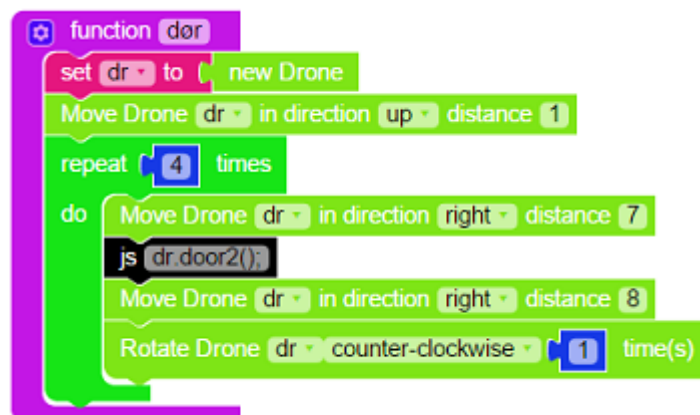 function dør
set dr to new Drone
Move Drone dr in direction up distance 1
repeat 4 times
do Move Drone dr in direction right distance 7
js dr.door2();
Move Drone dr in direction right distance 8
Rotate Drone dr counter-clockwise 1 time(s)